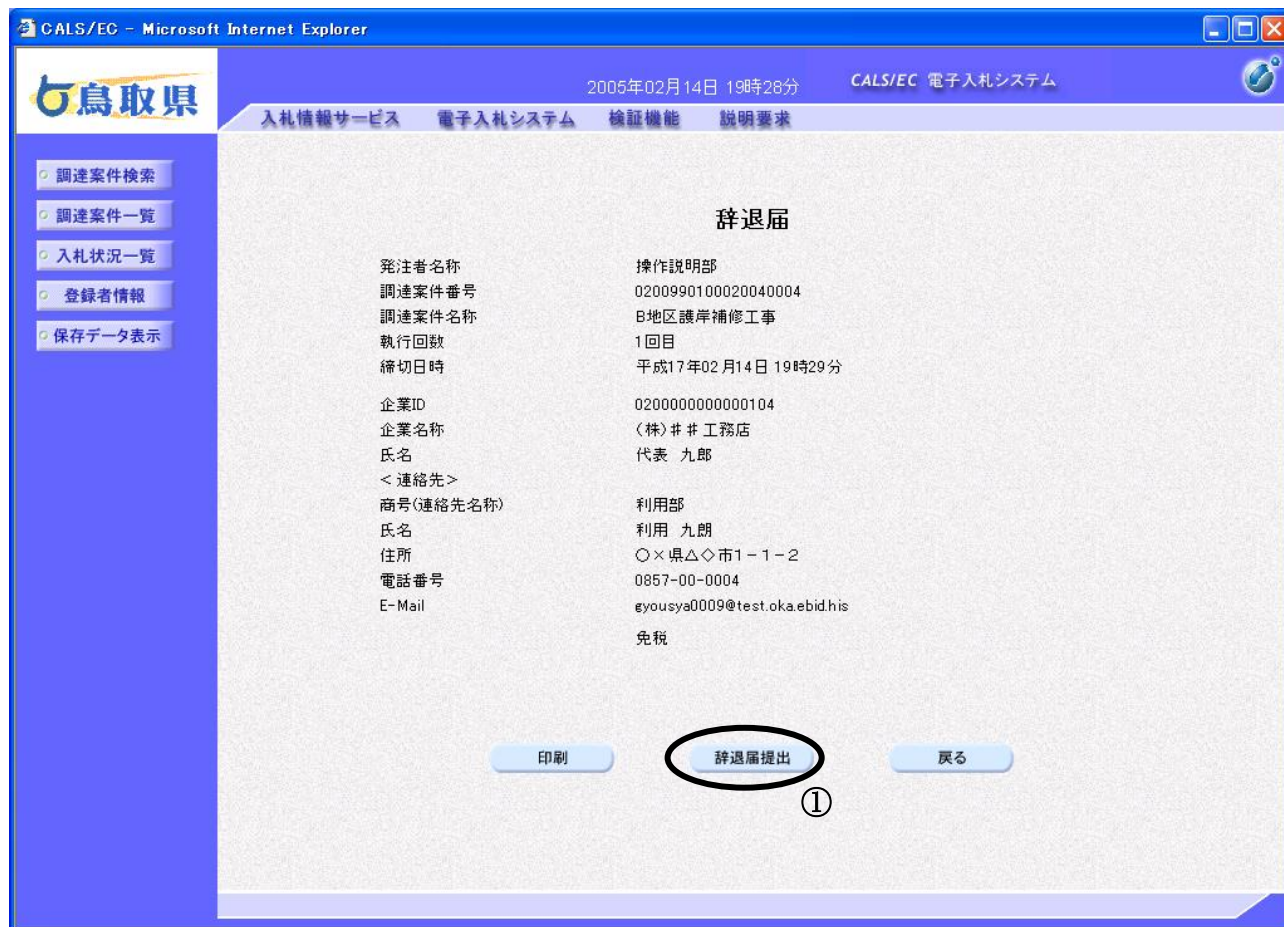 CALS/EC - Microsoft Internet Explorer
鳥取県
2005年02月14日 19時28分
CALS/EC 電子入札システム
入札情報サービス 電子入札システム 検証機能 説明要求
調達案件検索
調達案件一覧
入札状況一覧
登録者情報
保存データ表示
辞退届
発注者名称 操作説明部
調達案件番号 0200990100020040004
調達案件名称 B地区護岸補修工事
執行回数 1回目
締切日時 平成17年02月14日 19時29分
企業ID 0200000000000104
企業名称 (株)##工務店
氏名 代表 九郎
<連絡先>
商号(連絡先名称) 利用部
氏名 利用 九朗
住所 ○×県△◇市1-1-2
電話番号 0857-00-0004
E-Mail gyousya0009@test.oka.ebid.his
免税
印刷 辞退届提出 戻る
①